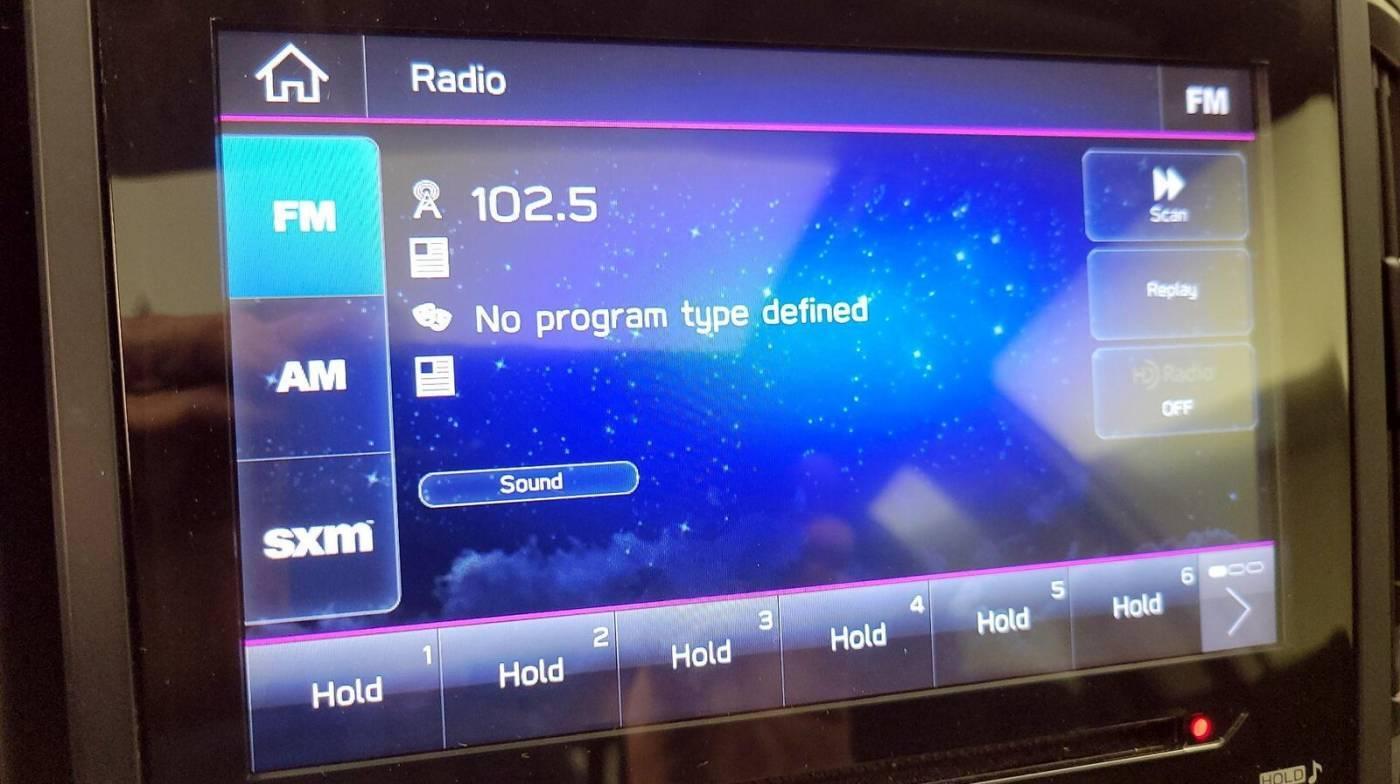 Radio
FM
FM
102.5
Scan
Replay
No program type defined
AM
HD Radio
OFF
Sound
sxm
1
Hold
2
Hold
3
Hold
4
Hold
5
Hold
6
Hold
HOLD